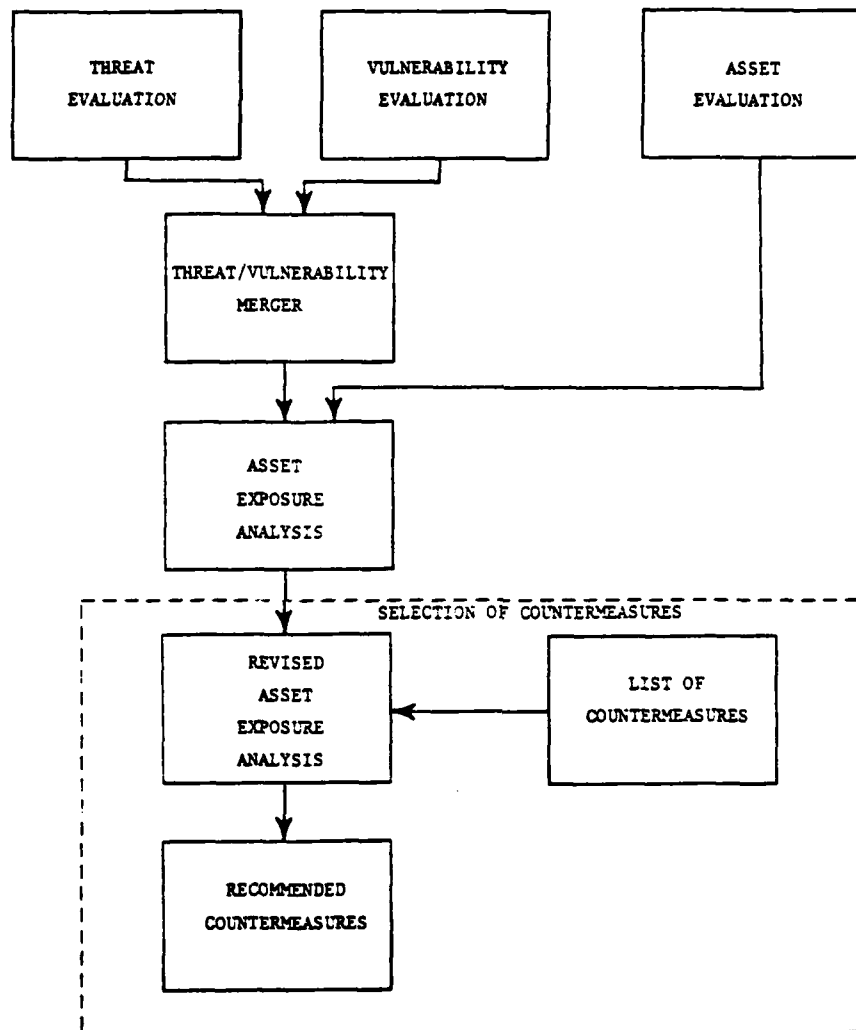 THREAT
EVALUATION
VULNERABILITY
EVALUATION
ASSET
EVALUATION
THREAT/VULNERABILITY
MERGER
ASSET
EXPOSURE
ANALYSIS
SELECTION OF COUNTERMEASURES
REVISED
ASSET
EXPOSURE
ANALYSIS
LIST OF
COUNTERMEASURES
RECOMMENDED
COUNTERMEASURES